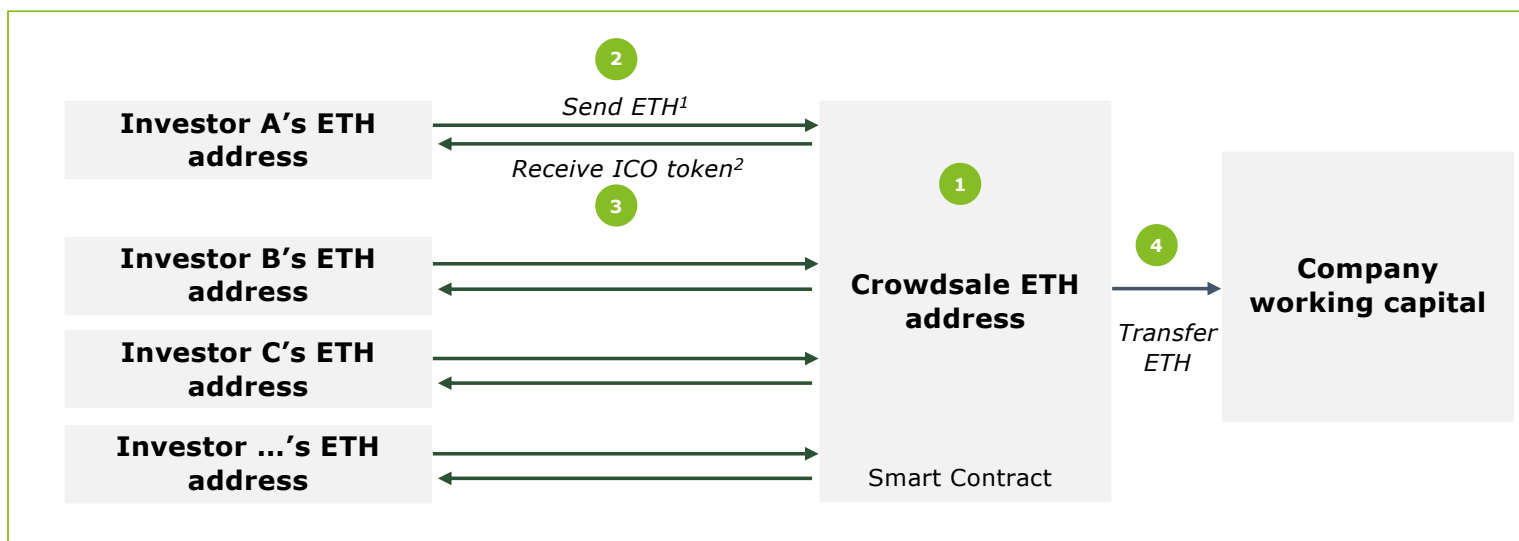 2
Send ETH¹
Investor A’s ETH
address
Receive ICO token²
3
1
Investor B’s ETH
address
Investor C’s ETH
address
Investor …’s ETH
address
Crowdsale ETH
address
Smart Contract
4
Transfer
ETH
Company
working capital